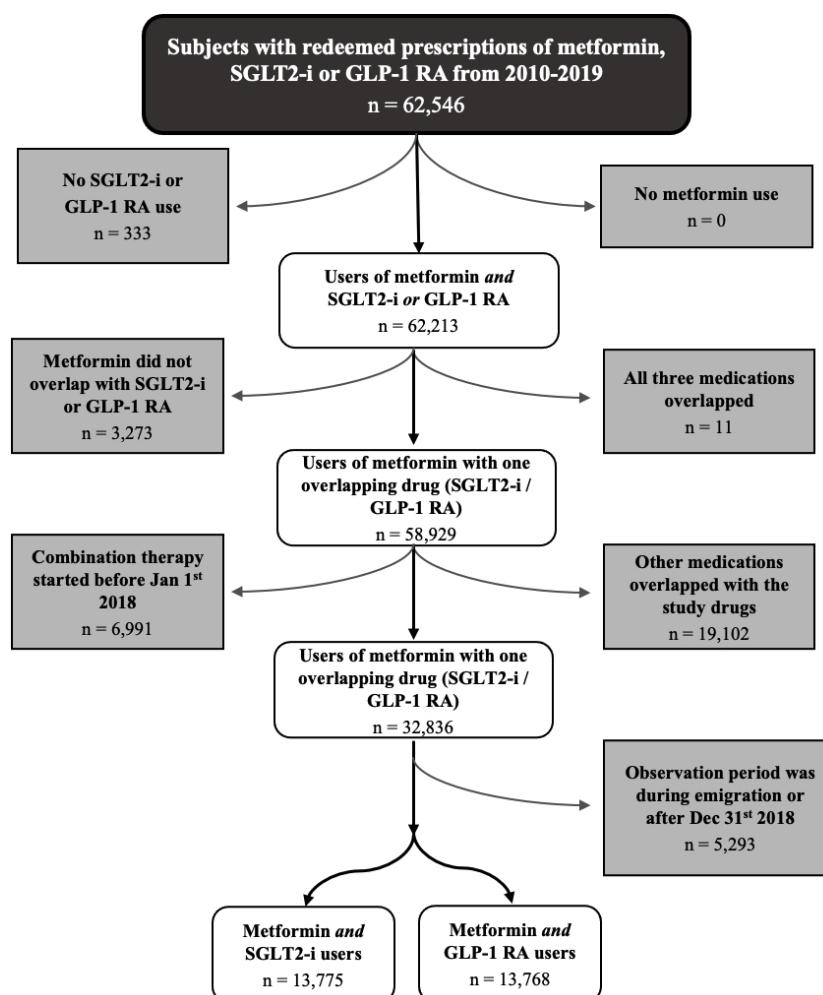 Subjects with redeemed prescriptions of metformin,
SGLT2-i or GLP-1 RA from 2010-2019
n = 62,546
No SGLT2-i or
GLP-1 RA use
n = 333
No metformin use
n = 0
Users of metformin and
SGLT2-i or GLP-1 RA
n = 62,213
Metformin did not
overlap with SGLT2-i
or GLP-1 RA
n = 3,273
All three medications
overlapped
n = 11
Users of metformin with one
overlapping drug (SGLT2-i /
GLP-1 RA)
n = 58,929
Combination therapy
started before Jan 1st
2018
n = 6,991
Other medications
overlapped with the
study drugs
n = 19,102
Users of metformin with one
overlapping drug (SGLT2-i /
GLP-1 RA)
n = 32,836
Observation period was
during emigration or
after Dec 31st 2018
n = 5,293
Metformin and
SGLT2-i users
n = 13,775
Metformin and
GLP-1 RA users
n = 13,768